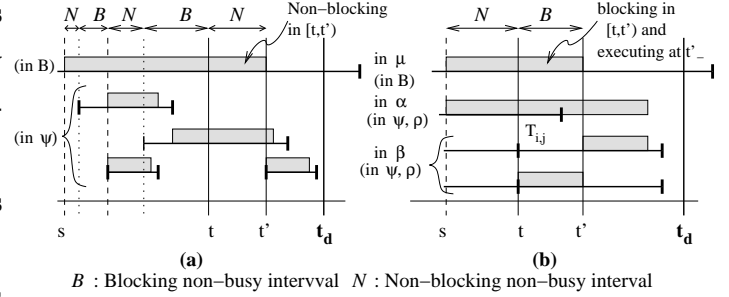 N B N B N
Non−blocking
in [t,t')
(in B)
(in ψ)
s t t' t_d
(a)
N B
blocking in
[t,t') and
executing at t'_−
in μ
(in B)
in α
(in ψ, ρ)
T_{i,j}
in β
(in ψ, ρ)
s t t' t_d
(b)
B : Blocking non−busy intervval N : Non−blocking non−busy interval